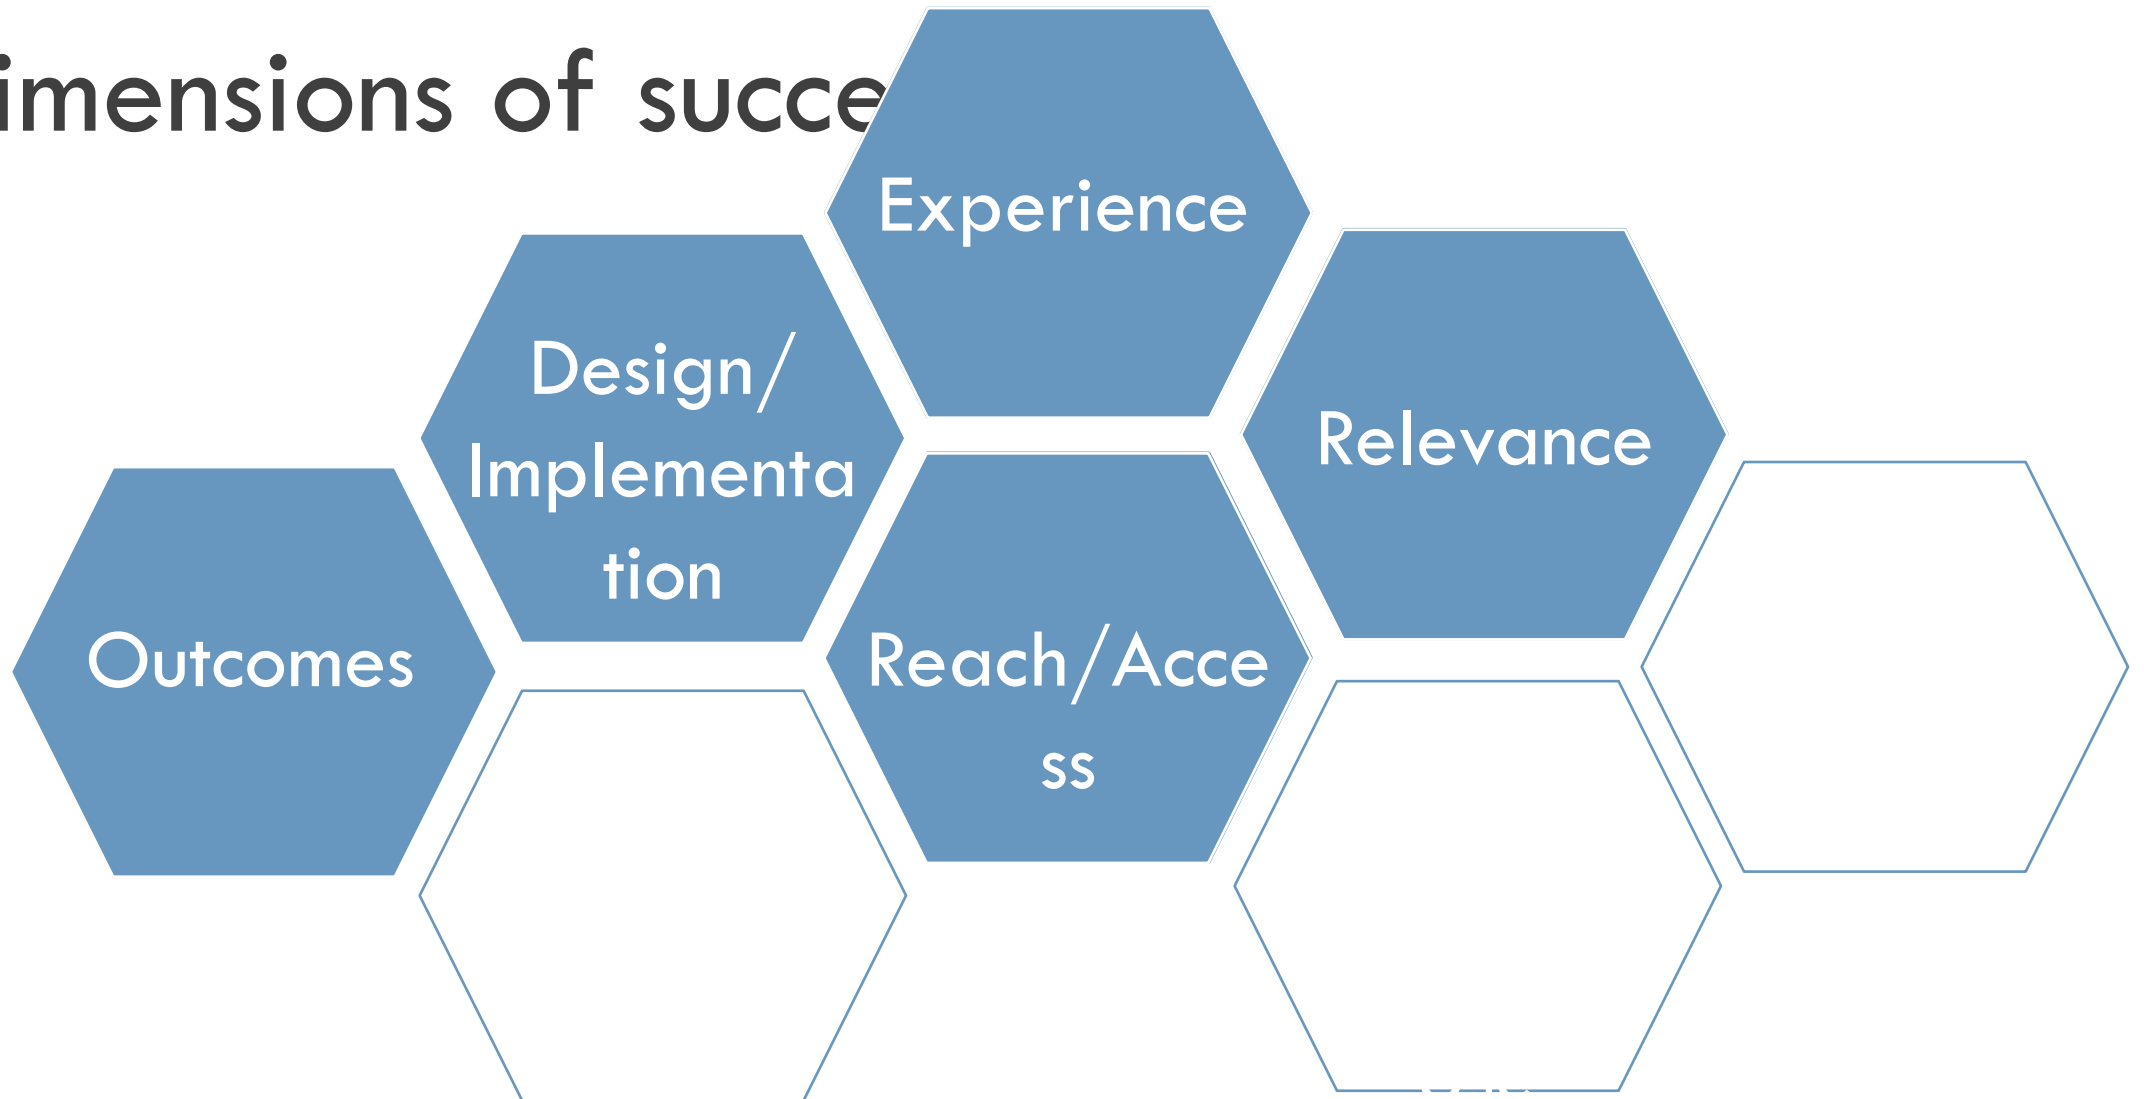 imensions of succe
Experience
Design/
Implementa
tion
Relevance
Outcomes
Reach/Acce
ss